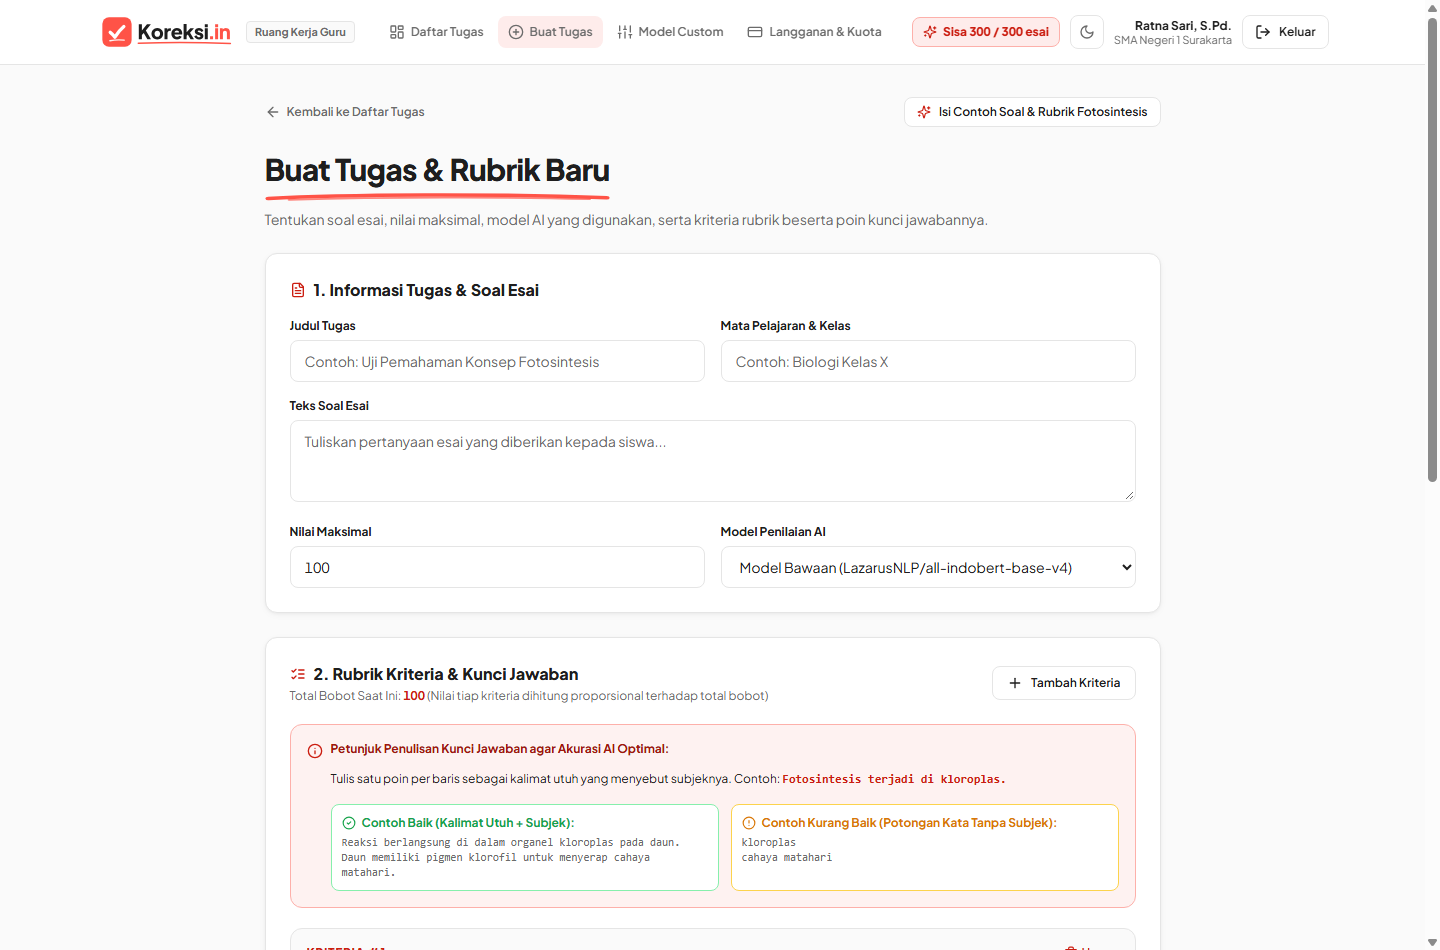 Koreksi.in
Ruang Kerja Guru
Daftar Tugas
Buat Tugas
Model Custom
Langganan & Kuota
Sisa 300 / 300 esai
Ratna Sari, S.Pd.
SMA Negeri 1 Surakarta
Keluar
Kembali ke Daftar Tugas
Isi Contoh Soal & Rubrik Fotosintesis
Buat Tugas & Rubrik Baru
Tentukan soal esai, nilai maksimal, model AI yang digunakan, serta kriteria rubrik beserta poin kunci jawabannya.
1. Informasi Tugas & Soal Esai
Judul Tugas
Mata Pelajaran & Kelas
Contoh: Uji Pemahaman Konsep Fotosintesis
Contoh: Biologi Kelas X
Teks Soal Esai
Tuliskan pertanyaan esai yang diberikan kepada siswa...
Nilai Maksimal
Model Penilaian AI
100
Model Bawaan (LazarusNLP/all-indobert-base-v4)
2. Rubrik Kriteria & Kunci Jawaban
Total Bobot Saat Ini: 100 (Nilai tiap kriteria dihitung proporsional terhadap total bobot)
Tambah Kriteria
Petunjuk Penulisan Kunci Jawaban agar Akurasi AI Optimal:
Tulis satu poin per baris sebagai kalimat utuh yang menyebut subjeknya. Contoh: Fotosintesis terjadi di kloroplas.
Contoh Baik (Kalimat Utuh + Subjek):
Reaksi berlangsung di dalam organel kloroplas pada daun.
Daun memiliki pigmen klorofil untuk menyerap cahaya
matahari.
Contoh Kurang Baik (Potongan Kata Tanpa Subjek):
kloroplas
cahaya matahari